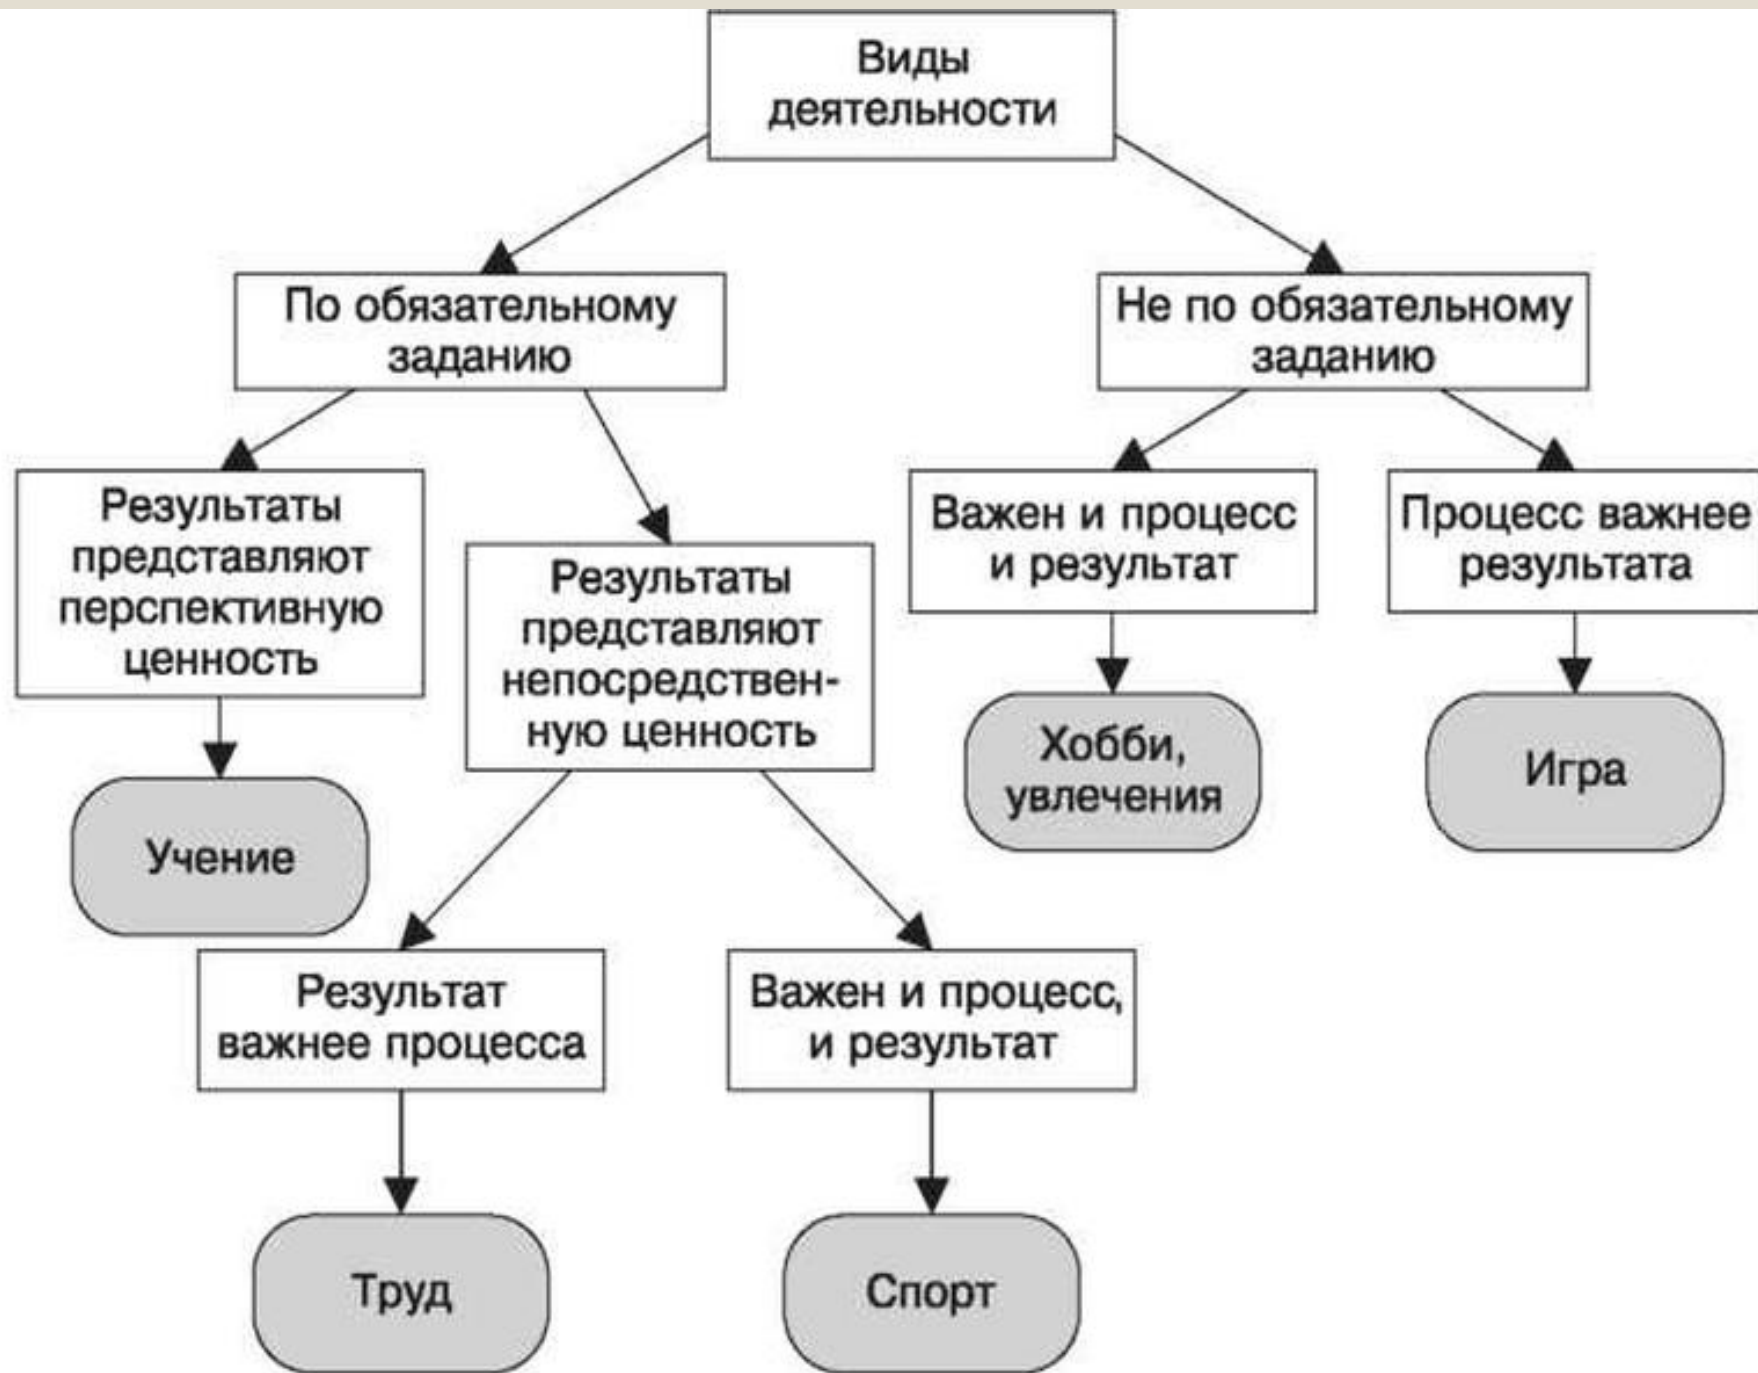 Виды
деятельности
По обязательному
заданию
Не по обязательному
заданию
Результаты
представляют
перспективную
ценность
Результаты
представляют
непосредствен-
ную ценность
Важен и процесс
и результат
Процесс важнее
результата
Учение
Хобби,
увлечения
Игра
Результат
важнее процесса
Важен и процесс,
и результат
Труд
Спорт